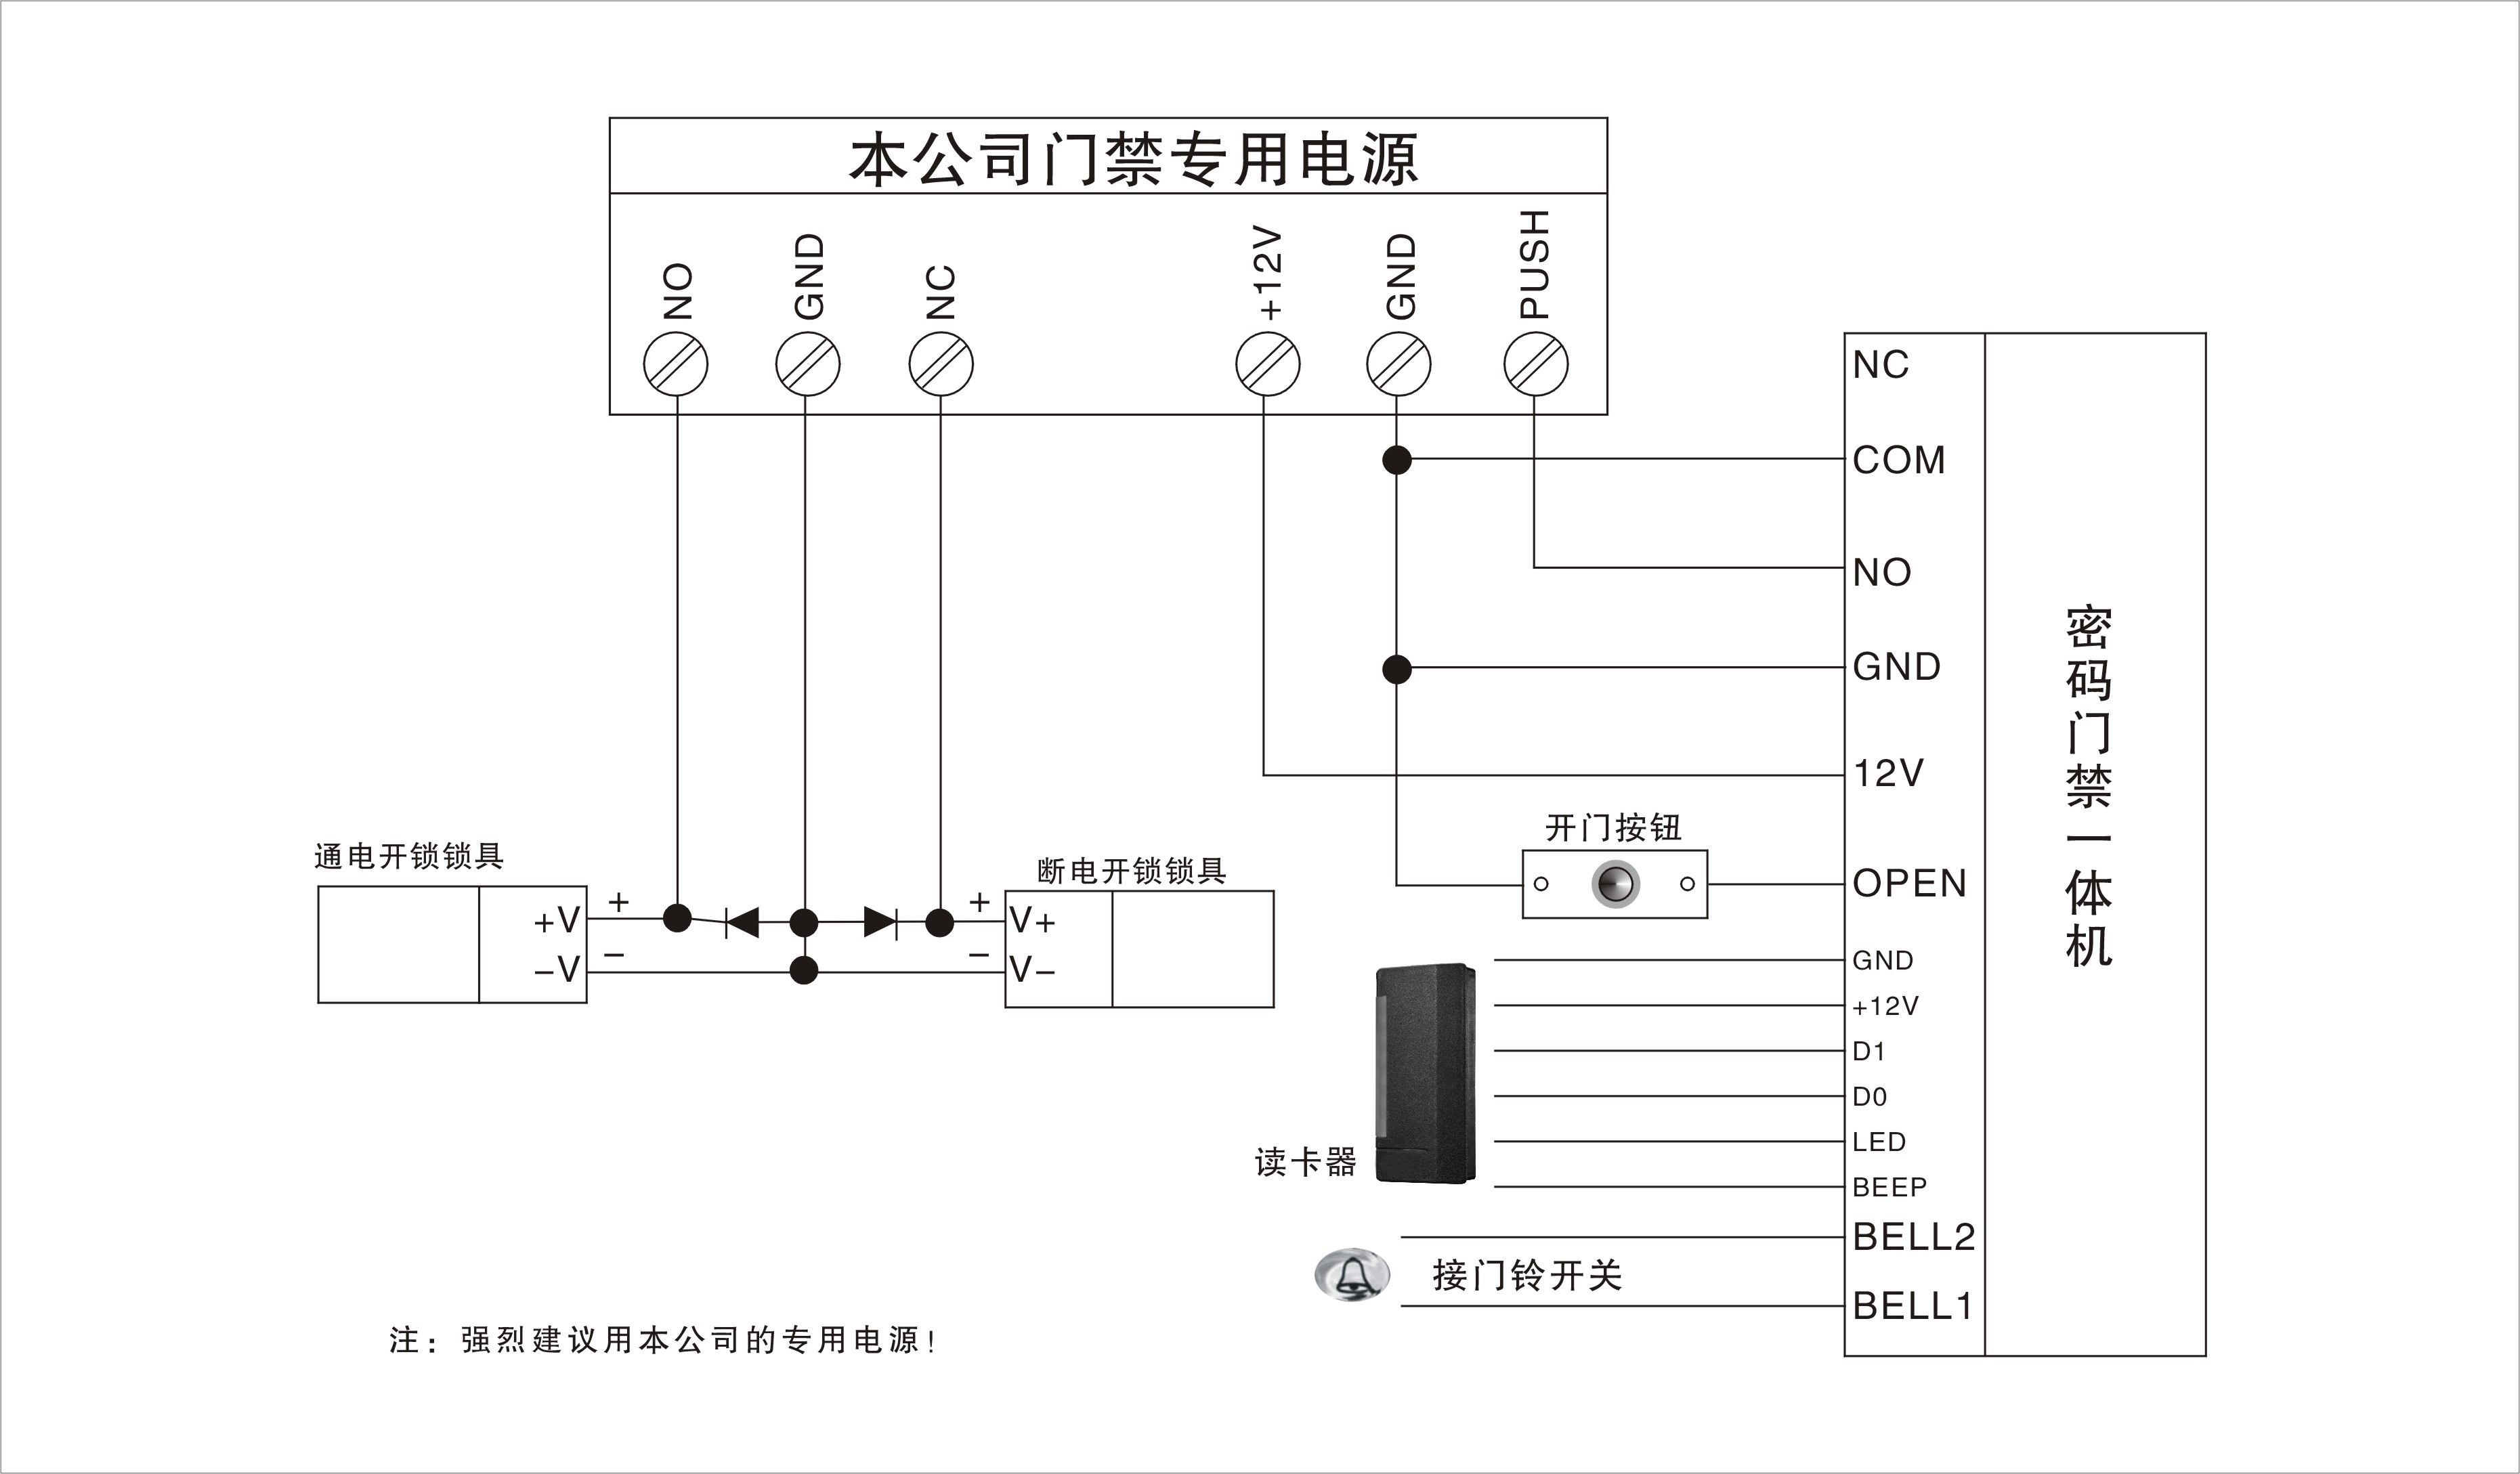 本公司门禁专用电源
NO
GND
NC
+12V
GND
PUSH
NC
COM
NO
GND
12V
OPEN
GND
+12V
D1
D0
LED
BEEP
BELL2
BELL1
密码门禁一体机
开门按钮
通电开锁锁具
+V
−V
+
−
断电开锁锁具
+
−
V+
V−
读卡器
接门铃开关
注：强烈建议用本公司的专用电源！